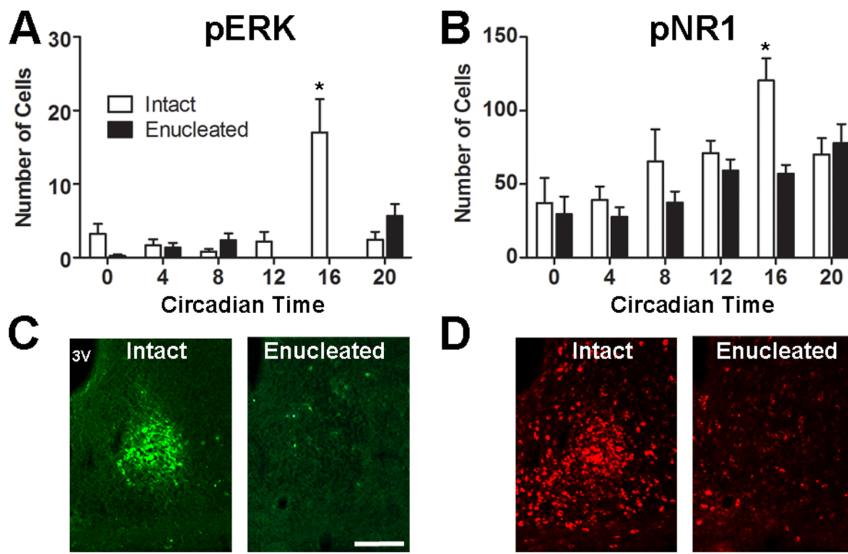 A
pERK
30
20
10
0
Number of Cells
Intact
Enucleated
*
0 4 8 12 16 20
Circadian Time
B
pNR1
150
100
50
0
Number of Cells
*
0 4 8 12 16 20
Circadian Time
C
3V
Intact
Enucleated
D
Intact
Enucleated